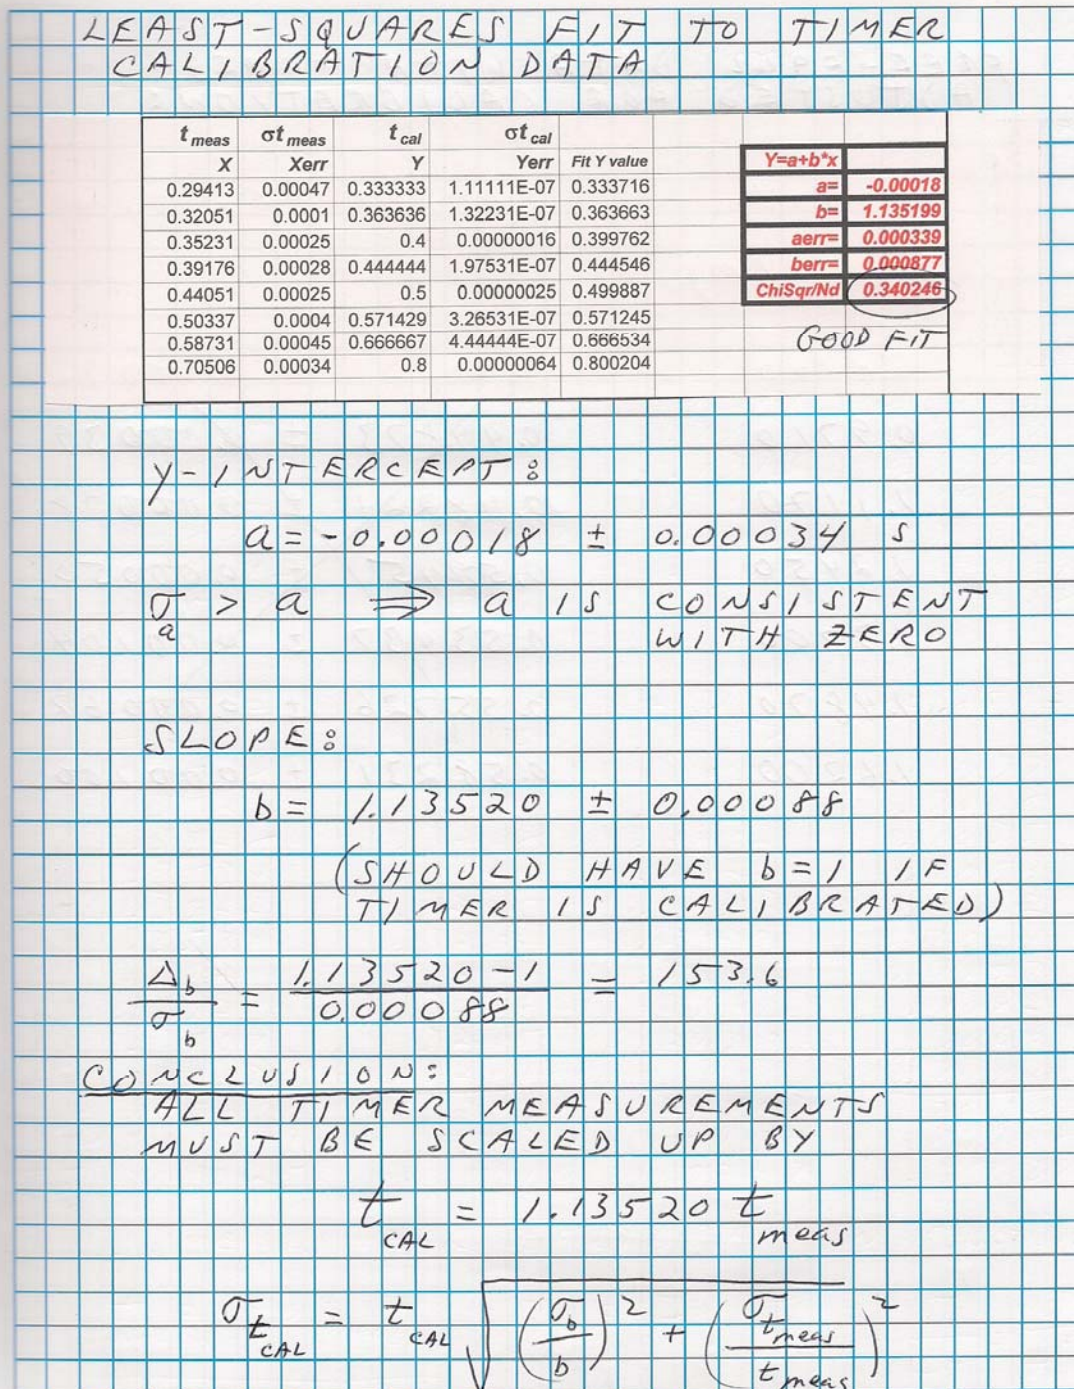 LEAST-SQUARES FIT TO TIMER
CALIBRATION DATA
t meas σt meas t cal σt cal
X Xerr Y Yerr Fit Y value
0.29413 0.00047 0.333333 1.11111E-07 0.333716
0.32051 0.0001 0.363636 1.32231E-07 0.363663
0.35231 0.00025 0.4 0.00000016 0.399762
0.39176 0.00028 0.444444 1.97531E-07 0.444546
0.44051 0.00025 0.5 0.00000025 0.499887
0.50337 0.0004 0.571429 3.26531E-07 0.571245
0.58731 0.00045 0.666667 4.44444E-07 0.666534
0.70506 0.00034 0.8 0.00000064 0.800204
Y=a+b*x
a= -0.00018
b= 1.135199
aerr= 0.000339
berr= 0.000877
ChiSqr/Nd 0.340246
GOOD FIT
Y-INTERCEPT:
a = -0.00018 ± 0.00034 s
σa > a ⇒ a IS CONSISTENT
WITH ZERO
SLOPE:
b = 1.13520 ± 0.00088
(SHOULD HAVE b=1 IF
TIMER IS CALIBRATED)
Δb/σb = (1.13520-1)/0.00088 = 153.6
CONCLUSION:
ALL TIMER MEASUREMENTS
MUST BE SCALED UP BY
t CAL = 1.13520 t meas
σ t CAL = t CAL √((σb/b)² + (σ t meas/t meas)²)